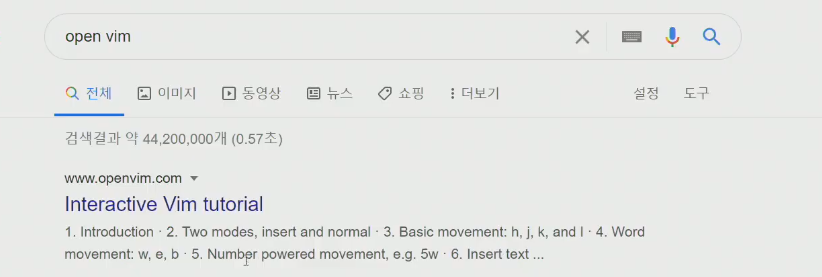 open vim
전체 이미지 동영상 뉴스 쇼핑 더보기 설정 도구
검색결과 약 44,200,000개 (0.57초)
www.openvim.com
Interactive Vim tutorial
1. Introduction · 2. Two modes, insert and normal · 3. Basic movement: h, j, k, and l · 4. Word
movement: w, e, b · 5. Number powered movement, e.g. 5w · 6. Insert text ...